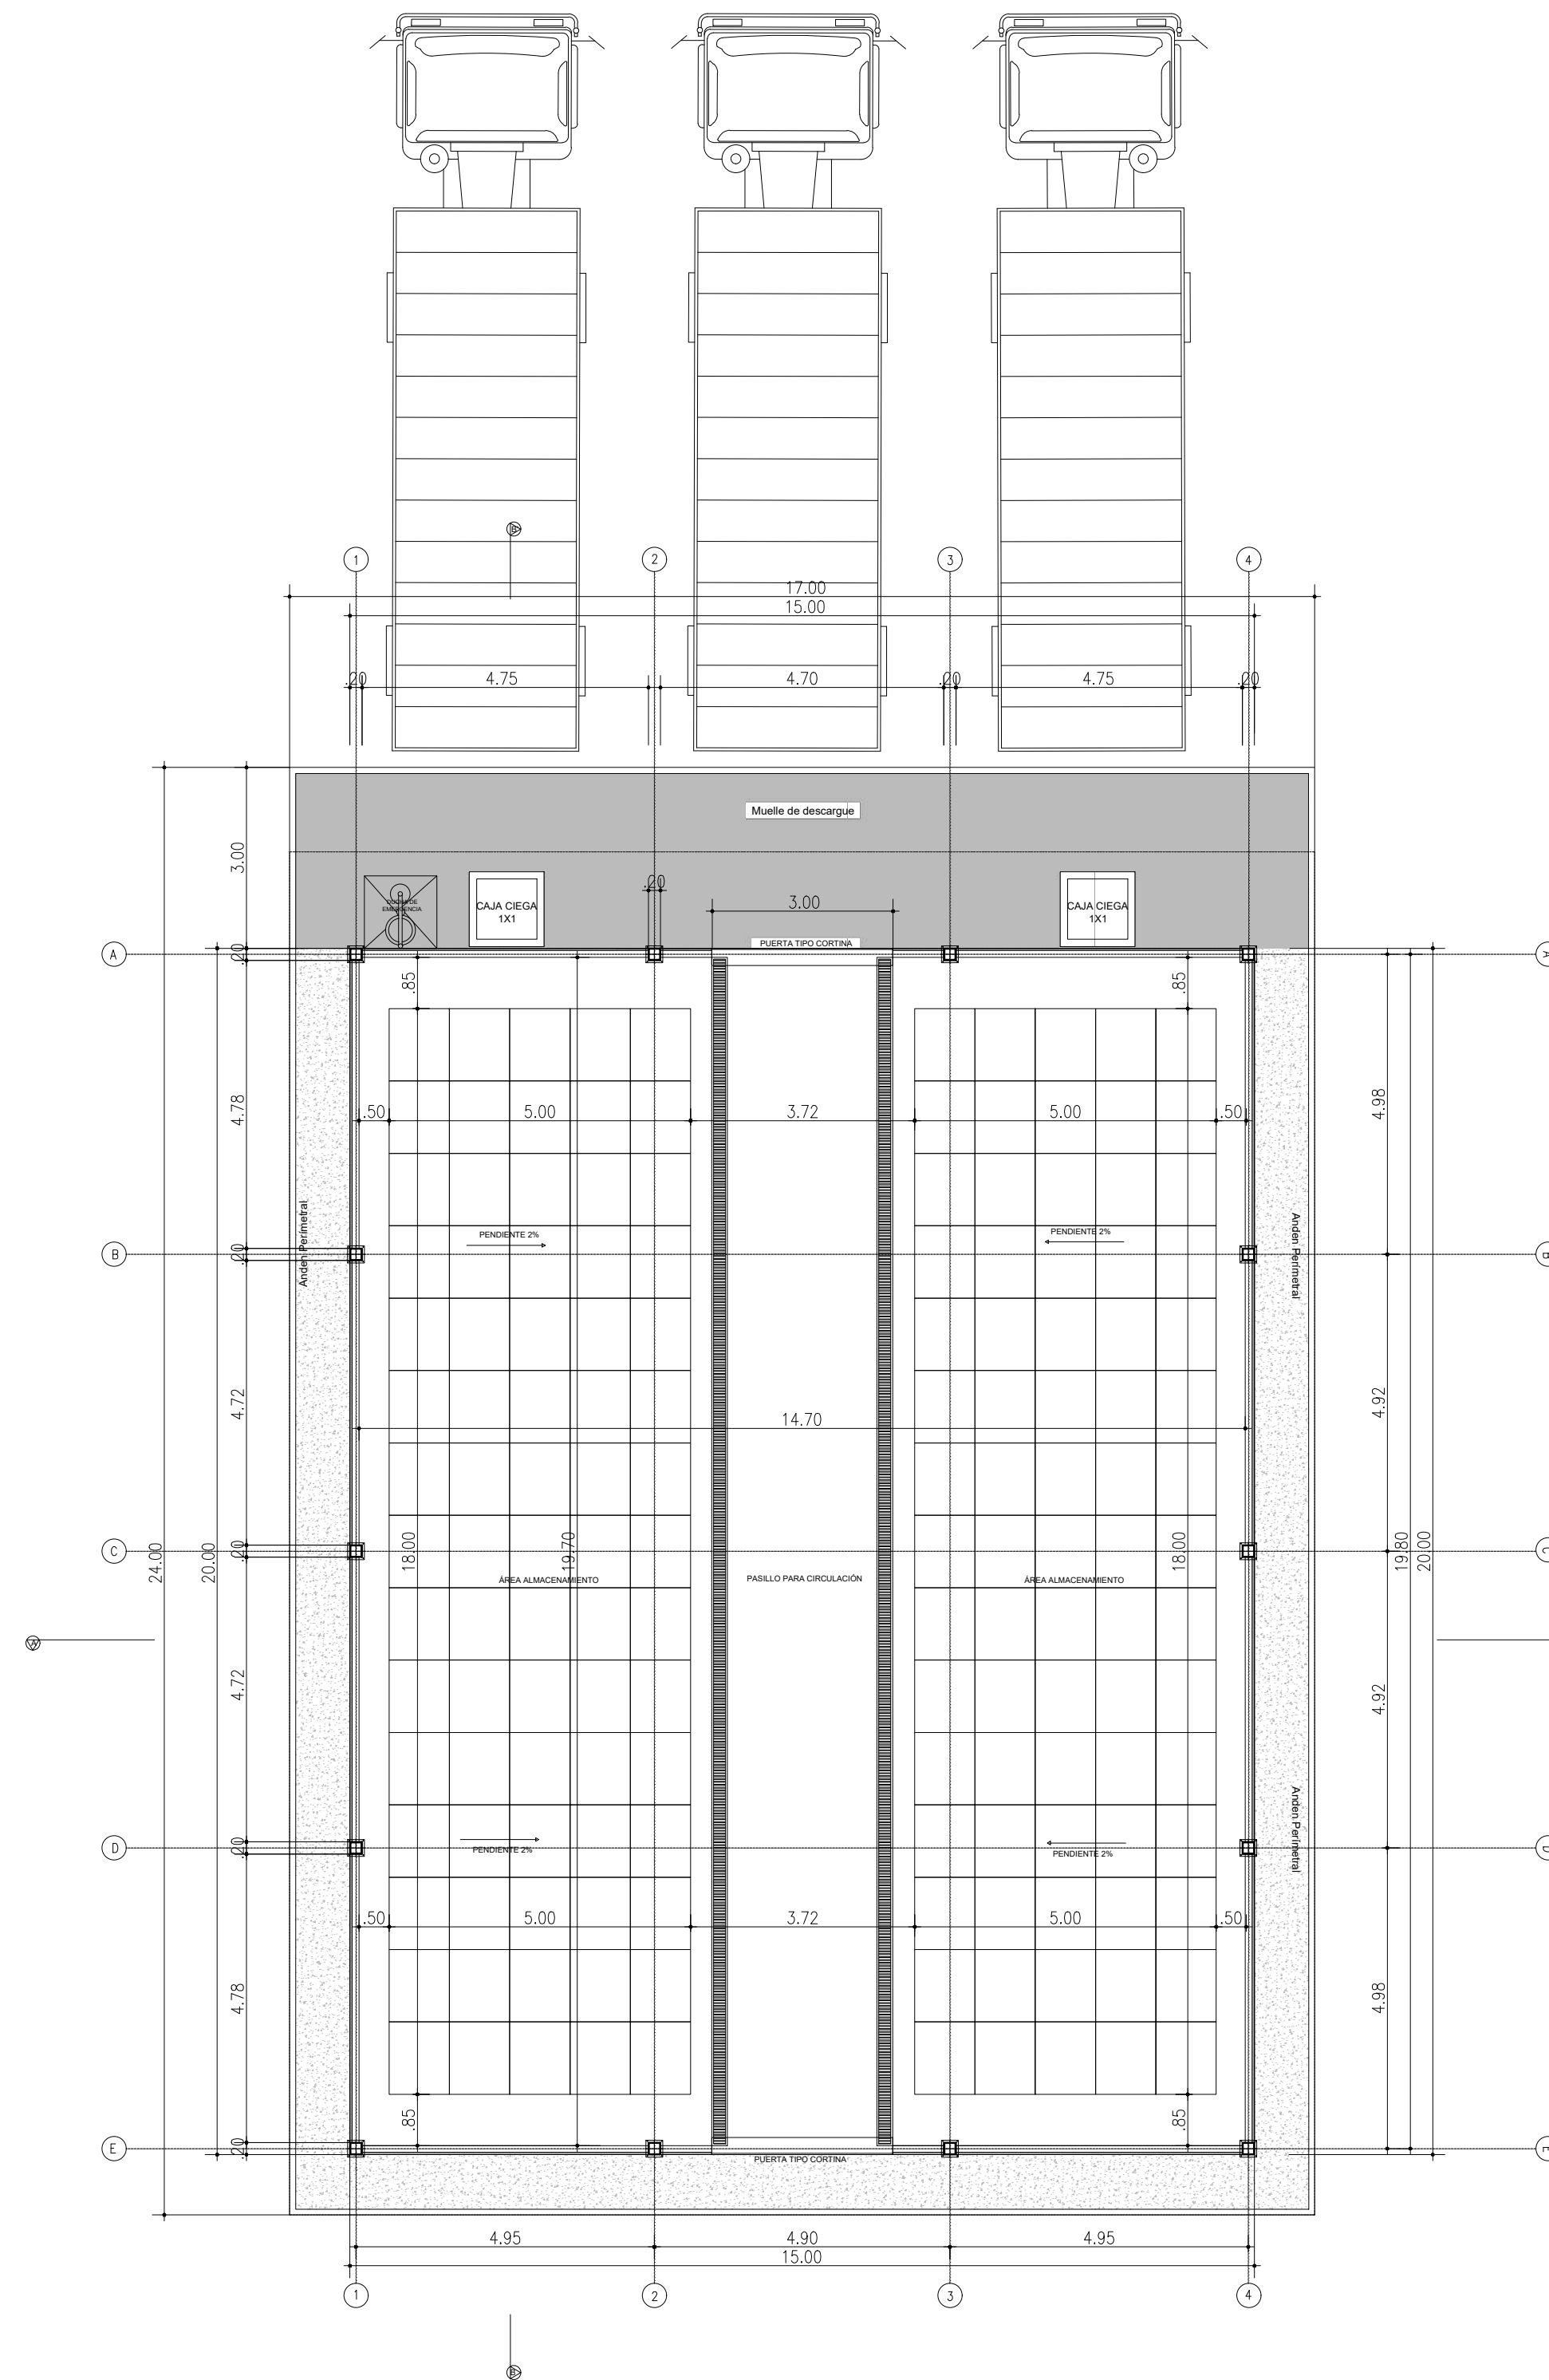 1
2
3
4
17.00
15.00
.20
4.75
4.70
.20
4.75
.20
Muelle de descargue
3.00
DUCHA DE
EMERGENCIA
CAJA CIEGA
1X1
.20
3.00
CAJA CIEGA
1X1
PUERTA TIPO CORTINA
A
.20
A
.85
.85
4.78
4.98
.50
5.00
3.72
5.00
.50
Anden Perimetral
Anden Perimetral
PENDIENTE 2%
PENDIENTE 2%
B
.20
B
4.72
4.92
14.70
C
.20
C
24.00
20.00
18.00
19.70
18.00
19.80
20.00
ÁREA ALMACENAMIENTO
PASILLO PARA CIRCULACIÓN
ÁREA ALMACENAMIENTO
4.72
4.92
Anden Perimetral
D
.20
D
PENDIENTE 2%
PENDIENTE 2%
.50
5.00
3.72
5.00
.50
4.78
4.98
.85
.85
E
.20
E
PUERTA TIPO CORTINA
4.95
4.90
4.95
15.00
1
2
3
4